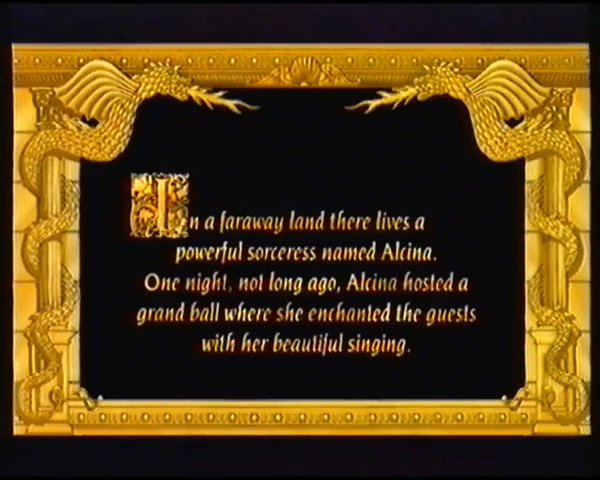 In a faraway land there lives a
powerful sorceress named Alcina.
One night, not long ago, Alcina hosted a
grand ball where she enchanted the guests
with her beautiful singing.